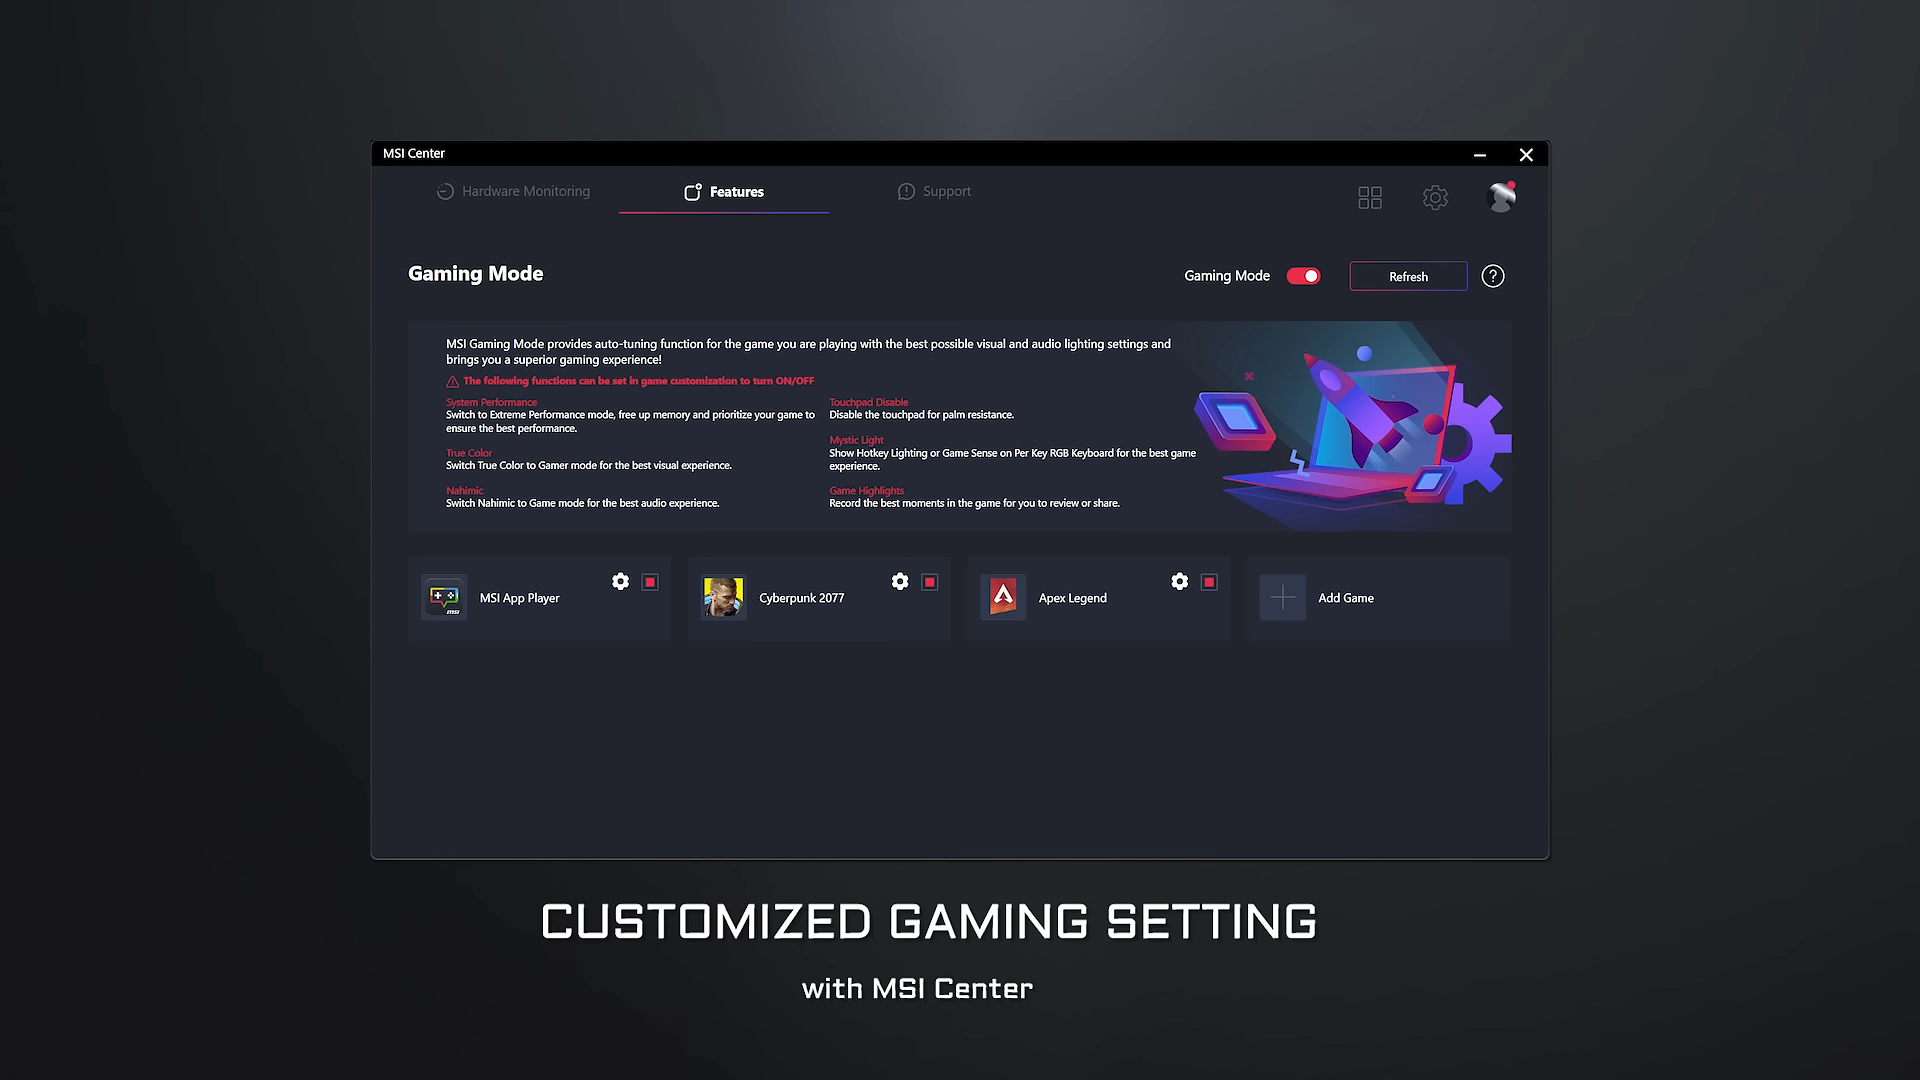 MSI Center
Hardware Monitoring
Features
Support
Gaming Mode
Gaming Mode
Refresh
?
MSI Gaming Mode provides auto-tuning function for the game you are playing with the best possible visual and audio lighting settings and
brings you a superior gaming experience!
The following functions can be set in game customization to turn ON/OFF
System Performance
Switch to Extreme Performance mode, free up memory and prioritize your game to
ensure the best performance.
True Color
Switch True Color to Gamer mode for the best visual experience.
Nahimic
Switch Nahimic to Game mode for the best audio experience.
Touchpad Disable
Disable the touchpad for palm resistance.
Mystic Light
Show Hotkey Lighting or Game Sense on Per Key RGB Keyboard for the best game
experience.
Game Highlights
Record the best moments in the game for you to review or share.
msi
MSI App Player
Cyberpunk 2077
Apex Legend
Add Game
CUSTOMIZED GAMING SETTING
with MSI Center